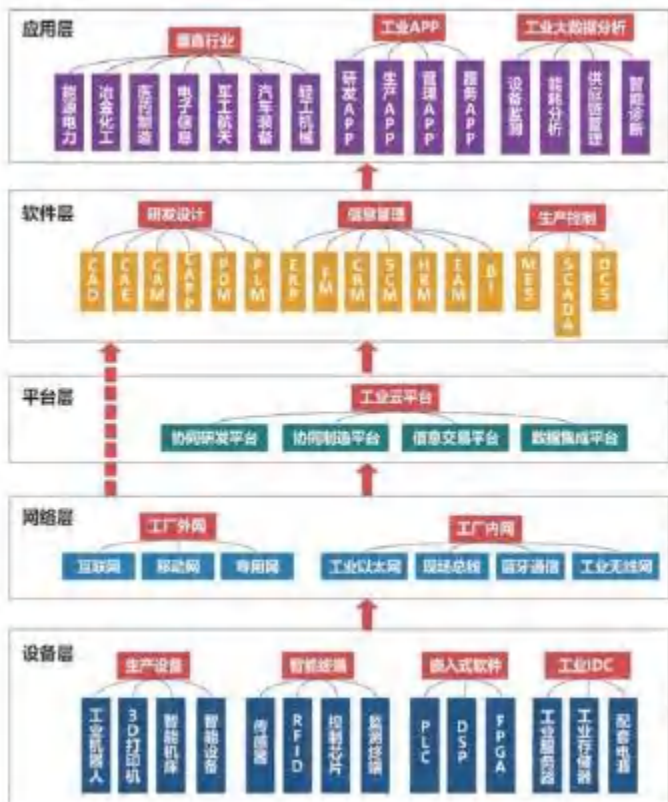 应用层
垂直行业
工业APP
工业大数据分析
能源电力
冶金化工
医药制造
电子信息
军工航天
汽车装备
轻工机械
研发APP
生产APP
管理APP
服务APP
设备监测
能耗分析
供应链管理
智能诊断
软件层
研发设计
信息管理
生产控制
CAD
CAE
CAM
CAPP
PDM
PLM
ERP
FM
CRM
SCM
HRM
EAM
BI
MES
SCADA
DCS
平台层
工业云平台
协同研发平台
协同制造平台
信息交易平台
数据集成平台
网络层
工厂外网
工厂内网
互联网
移动网
专用网
工业以太网
现场总线
蓝牙通信
工业无线网
设备层
生产设备
智能终端
嵌入式软件
工业IDC
工业机器人
3D打印机
智能机床
智能设备
传感器
RFID
控制芯片
监测终端
PLC
DSP
FPGA
工业服务器
工业存储器
配套电源